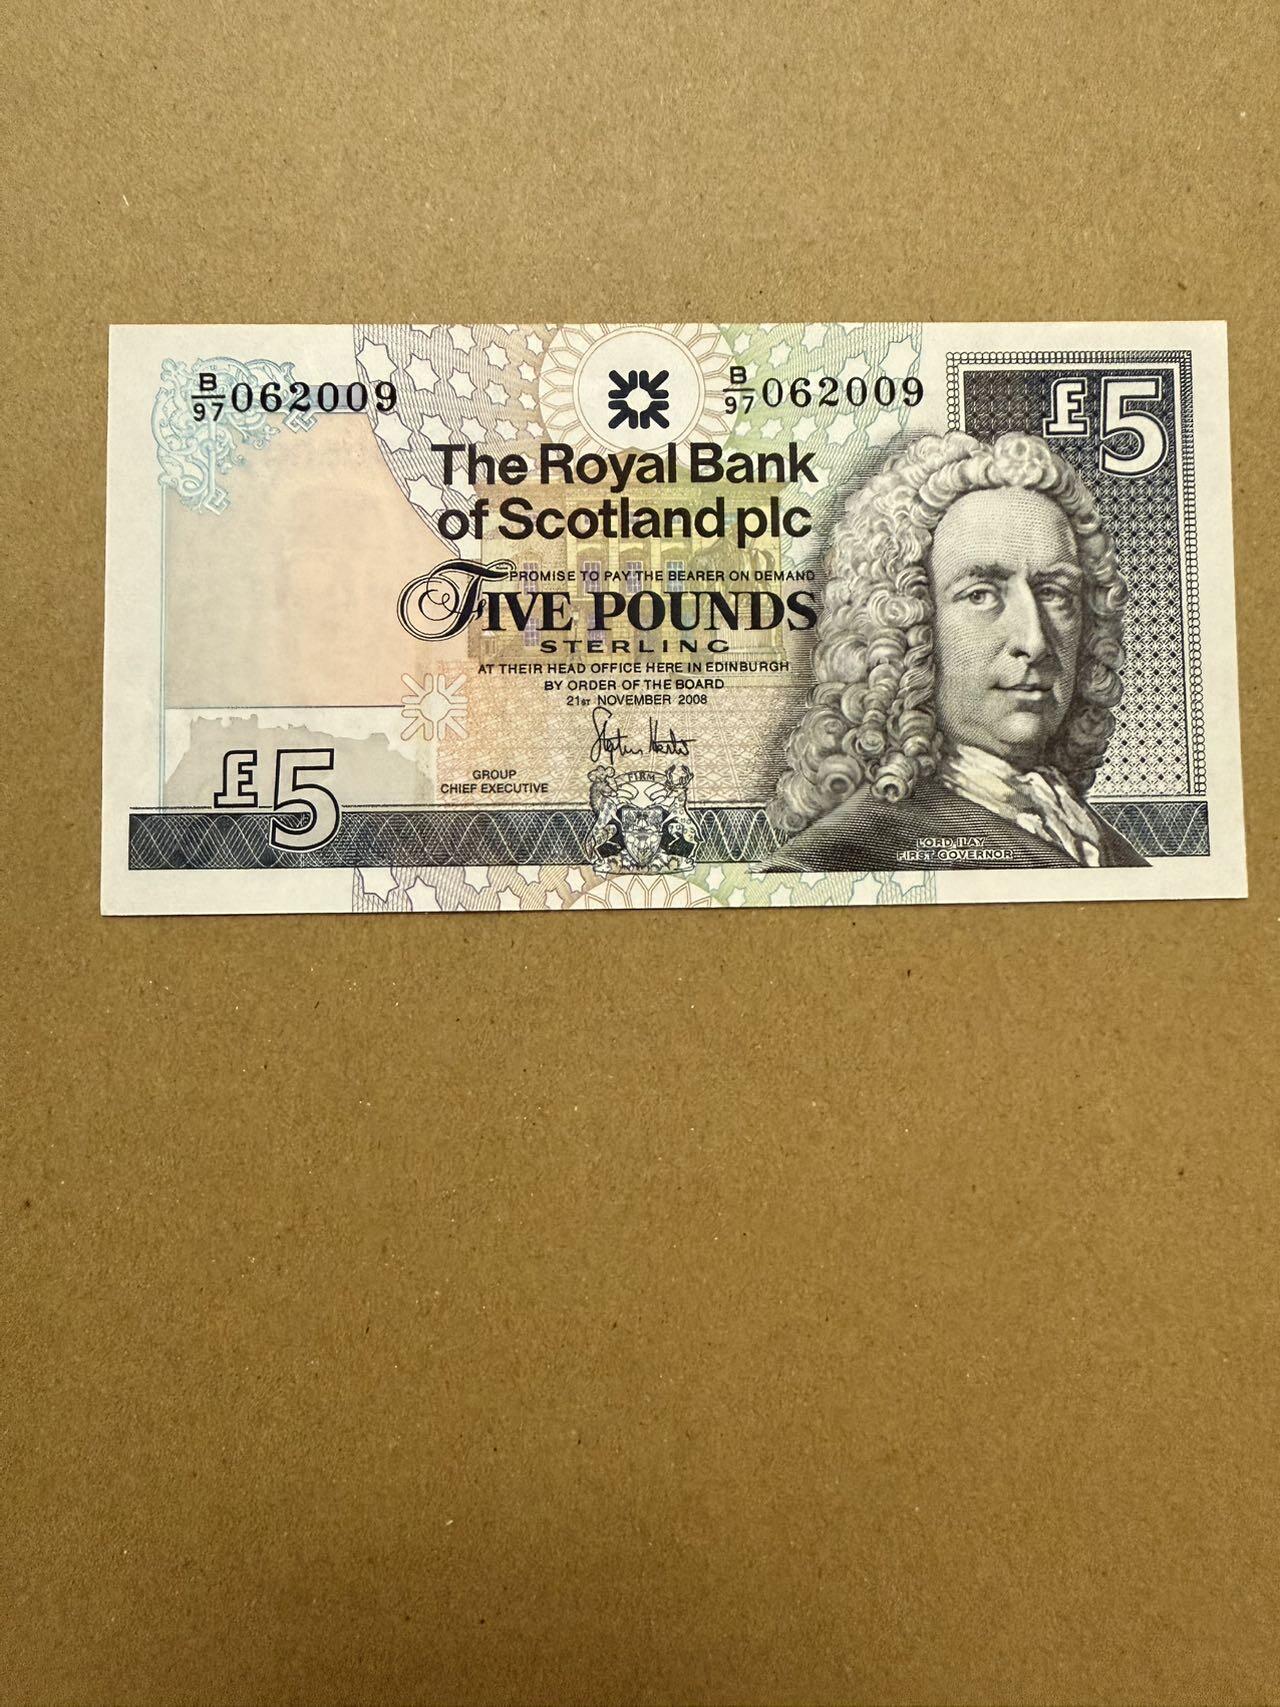 B/97 062009
B/97 062009
£5
The Royal Bank
of Scotland plc
PROMISE TO PAY THE BEARER ON DEMAND
FIVE POUNDS
STERLING
AT THEIR HEAD OFFICE HERE IN EDINBURGH
BY ORDER OF THE BOARD
21ST NOVEMBER 2008
Stephen Hester
GROUP
CHIEF EXECUTIVE
FIRM
£5
LORD ILAY
FIRST GOVERNOR